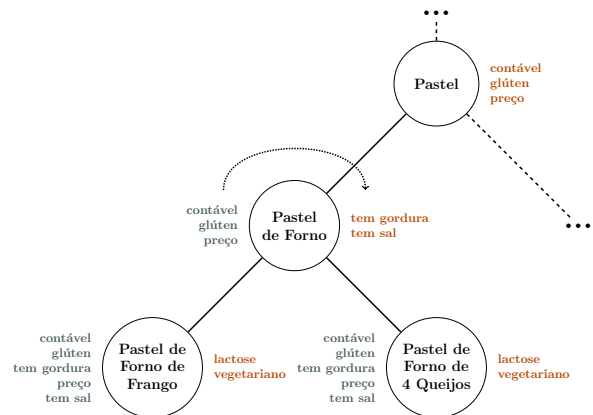 ...
Pastel
contável
glúten
preço
contável
glúten
preço
Pastel
de Forno
tem gordura
tem sal
...
contável
glúten
tem gordura
preço
tem sal
Pastel de
Forno de
Frango
lactose
vegetariano
contável
glúten
tem gordura
preço
tem sal
Pastel de
Forno de
4 Queijos
lactose
vegetariano